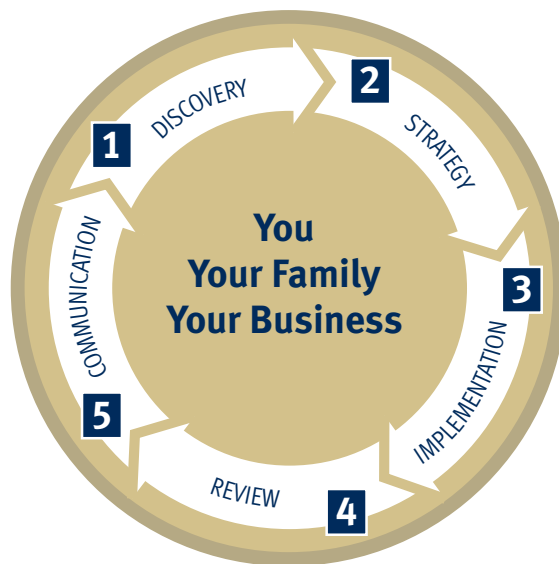 1
DISCOVERY
2
STRATEGY
3
IMPLEMENTATION
4
REVIEW
5
COMMUNICATION
You
Your Family
Your Business